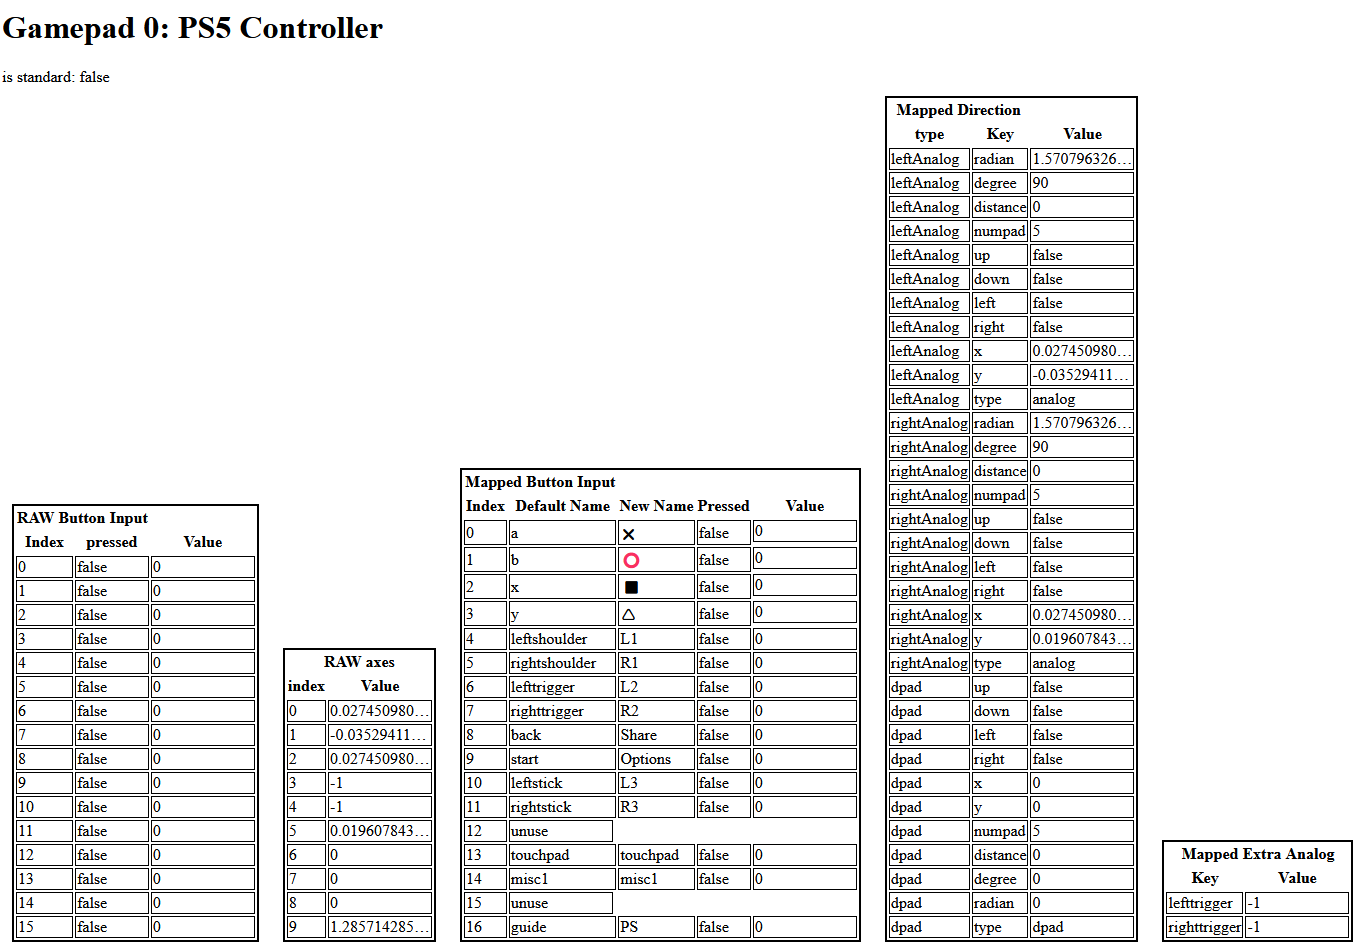 Gamepad 0: PS5 Controller
is standard: false
RAW Button Input
Index pressed Value
0 false 0
1 false 0
2 false 0
3 false 0
4 false 0
5 false 0
6 false 0
7 false 0
8 false 0
9 false 0
10 false 0
11 false 0
12 false 0
13 false 0
14 false 0
15 false 0
RAW axes
index Value
0 0.027450980...
1 -0.03529411...
2 0.027450980...
3 -1
4 -1
5 0.019607843...
6 0
7 0
8 0
9 1.285714285...
Mapped Button Input
Index Default Name New Name Pressed Value
0 a ✕ false 0
1 b ⭕ false 0
2 x ■ false 0
3 y △ false 0
4 leftshoulder L1 false 0
5 rightshoulder R1 false 0
6 lefttrigger L2 false 0
7 righttrigger R2 false 0
8 back Share false 0
9 start Options false 0
10 leftstick L3 false 0
11 rightstick R3 false 0
12 unuse
13 touchpad touchpad false 0
14 misc1 misc1 false 0
15 unuse
16 guide PS false 0
Mapped Direction
type Key Value
leftAnalog radian 1.570796326...
leftAnalog degree 90
leftAnalog distance 0
leftAnalog numpad 5
leftAnalog up false
leftAnalog down false
leftAnalog left false
leftAnalog right false
leftAnalog x 0.027450980...
leftAnalog y -0.03529411...
leftAnalog type analog
rightAnalog radian 1.570796326...
rightAnalog degree 90
rightAnalog distance 0
rightAnalog numpad 5
rightAnalog up false
rightAnalog down false
rightAnalog left false
rightAnalog right false
rightAnalog x 0.027450980...
rightAnalog y 0.019607843...
rightAnalog type analog
dpad up false
dpad down false
dpad left false
dpad right false
dpad x 0
dpad y 0
dpad numpad 5
dpad distance 0
dpad degree 0
dpad radian 0
dpad type dpad
Mapped Extra Analog
Key Value
lefttrigger -1
righttrigger -1